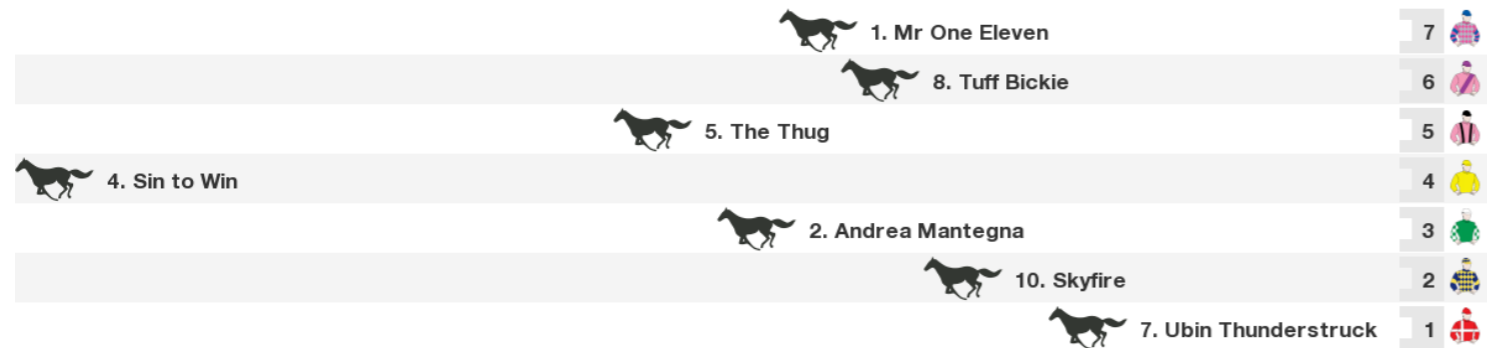 1. Mr One Eleven 7
8. Tuff Bickie 6
5. The Thug 5
4. Sin to Win 4
2. Andrea Mantegna 3
10. Skyfire 2
7. Ubin Thunderstruck 1